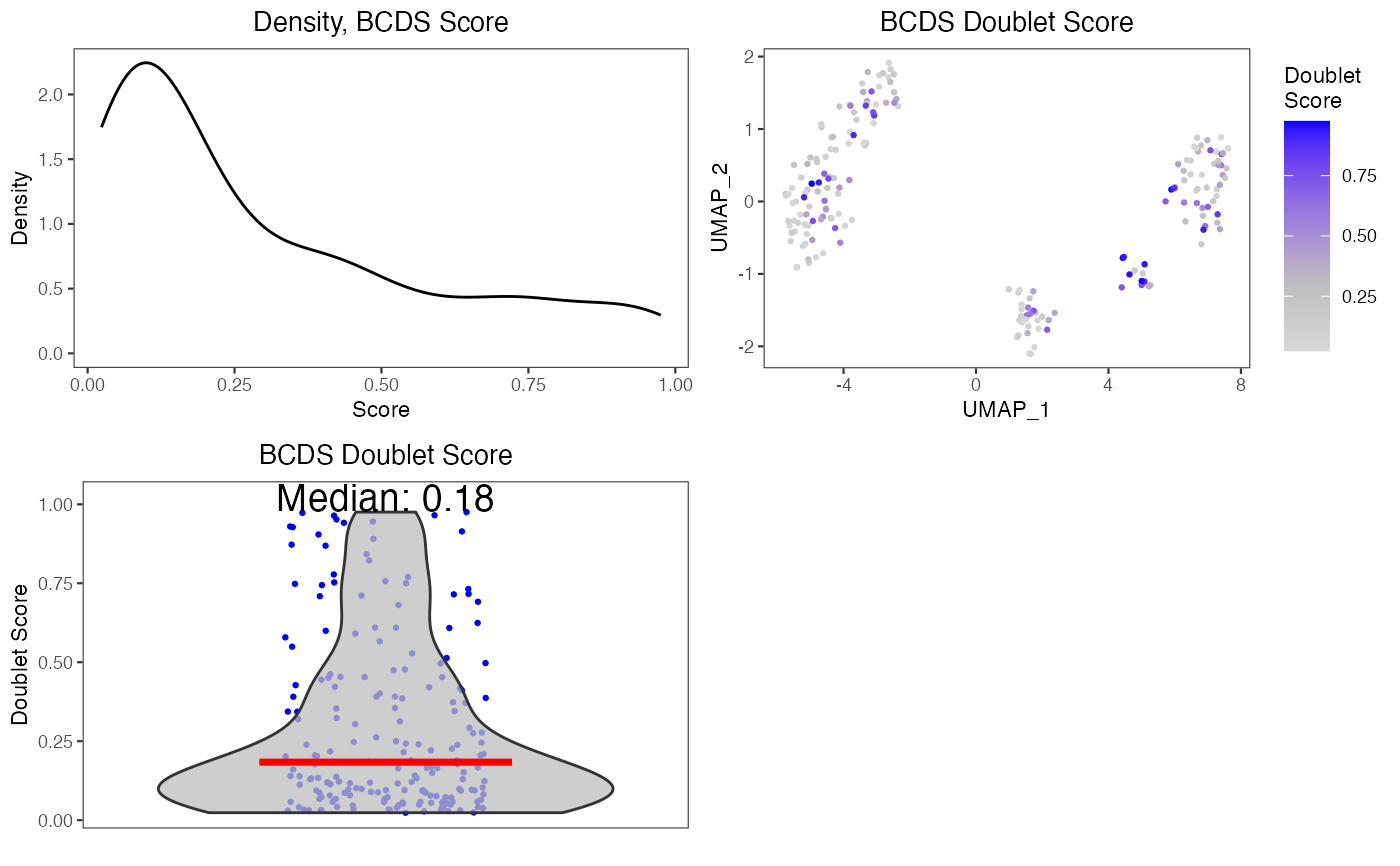 Density, BCDS Score
Density
2.0
1.5
1.0
0.5
0.0
0.00 0.25 0.50 0.75 1.00
Score
BCDS Doublet Score
UMAP_2
2
1
0
-1
-2
-4 0 4 8
UMAP_1
Doublet
Score
0.75
0.50
0.25
BCDS Doublet Score
Median: 0.18
Doublet Score
1.00
0.75
0.50
0.25
0.00